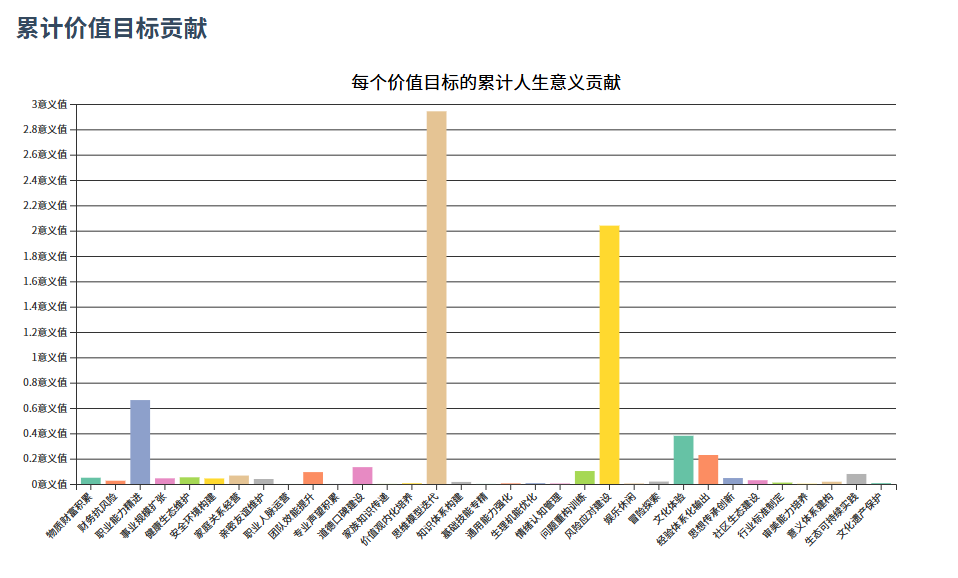 累计价值目标贡献
每个价值目标的累计人生意义贡献
3意义值
2.8意义值
2.6意义值
2.4意义值
2.2意义值
2意义值
1.8意义值
1.6意义值
1.4意义值
1.2意义值
1意义值
0.8意义值
0.6意义值
0.4意义值
0.2意义值
0意义值
物质财富积累
财务抗风险
职业能力精进
事业规模扩张
健康生态维护
安全环境构建
家庭关系经营
亲密友谊维护
职业人脉运营
团队效能提升
专业声望积累
道德口碑建设
家族知识传递
价值观内化培养
思维模型迭代
知识体系构建
基础技能专精
通用能力强化
生理机能优化
情绪认知管理
问题重构训练
风险应对建设
娱乐休闲
冒险探索
文化体验
经验体系化输出
思想传承创新
社区生态建设
行业标准制定
审美能力培养
意义体系建构
生态可持续实践
文化遗产保护